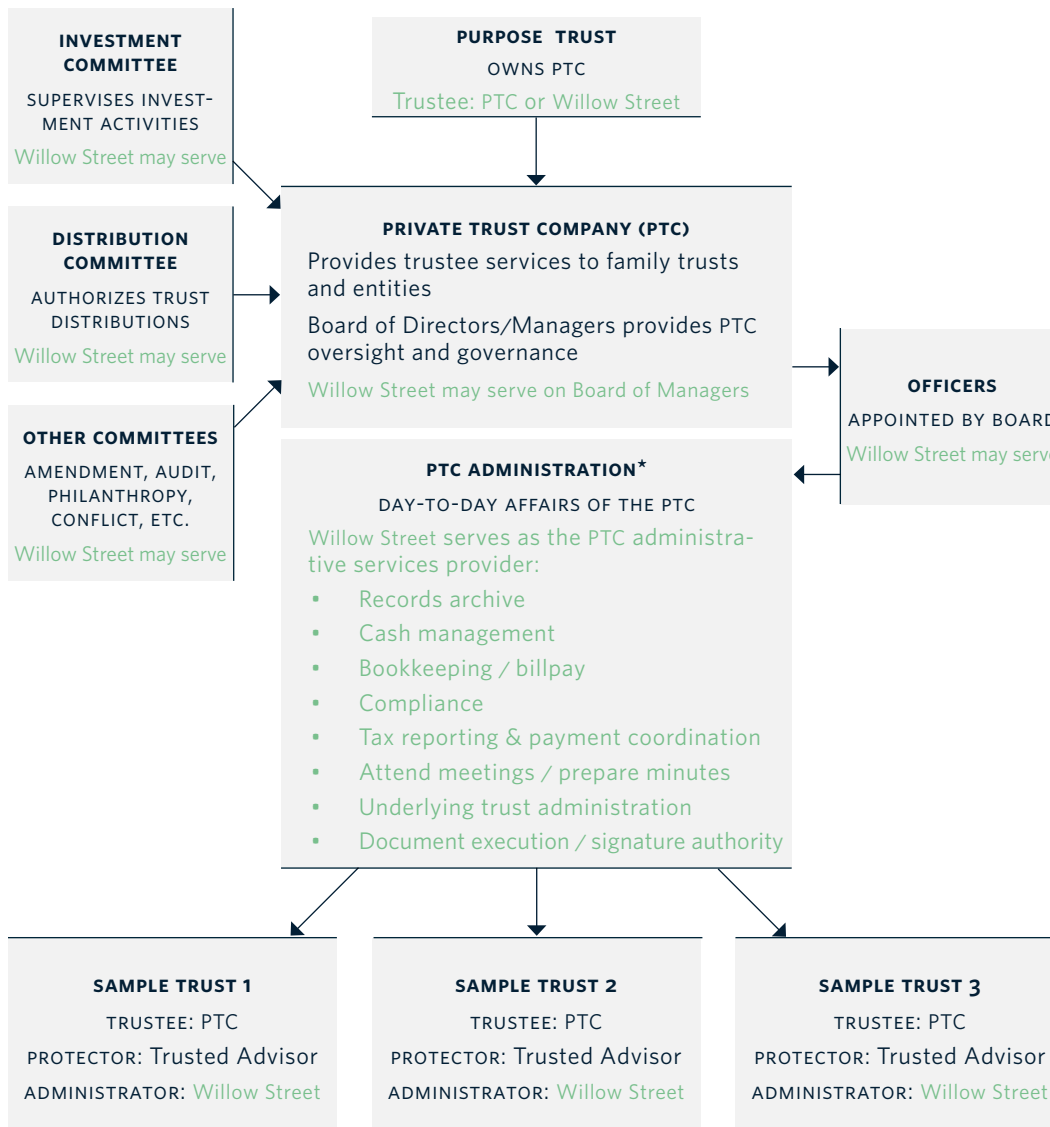 INVESTMENT
COMMITTEE
SUPERVISES INVEST-
MENT ACTIVITIES
Willow Street may serve
PURPOSE TRUST
OWNS PTC
Trustee: PTC or Willow Street
DISTRIBUTION
COMMITTEE
AUTHORIZES TRUST
DISTRIBUTIONS
Willow Street may serve
OTHER COMMITTEES
AMENDMENT, AUDIT,
PHILANTHROPY,
CONFLICT, ETC.
Willow Street may serve
PRIVATE TRUST COMPANY (PTC)
Provides trustee services to family trusts
and entities
Board of Directors/Managers provides PTC
oversight and governance
Willow Street may serve on Board of Managers
OFFICERS
APPOINTED BY BOARD
Willow Street may serve
PTC ADMINISTRATION★
DAY-TO-DAY AFFAIRS OF THE PTC
Willow Street serves as the PTC administra-
tive services provider:
▪ Records archive
▪ Cash management
▪ Bookkeeping / billpay
▪ Compliance
▪ Tax reporting & payment coordination
▪ Attend meetings / prepare minutes
▪ Underlying trust administration
▪ Document execution / signature authority
SAMPLE TRUST 1
TRUSTEE: PTC
PROTECTOR: Trusted Advisor
ADMINISTRATOR: Willow Street
SAMPLE TRUST 2
TRUSTEE: PTC
PROTECTOR: Trusted Advisor
ADMINISTRATOR: Willow Street
SAMPLE TRUST 3
TRUSTEE: PTC
PROTECTOR: Trusted Advisor
ADMINISTRATOR: Willow Street